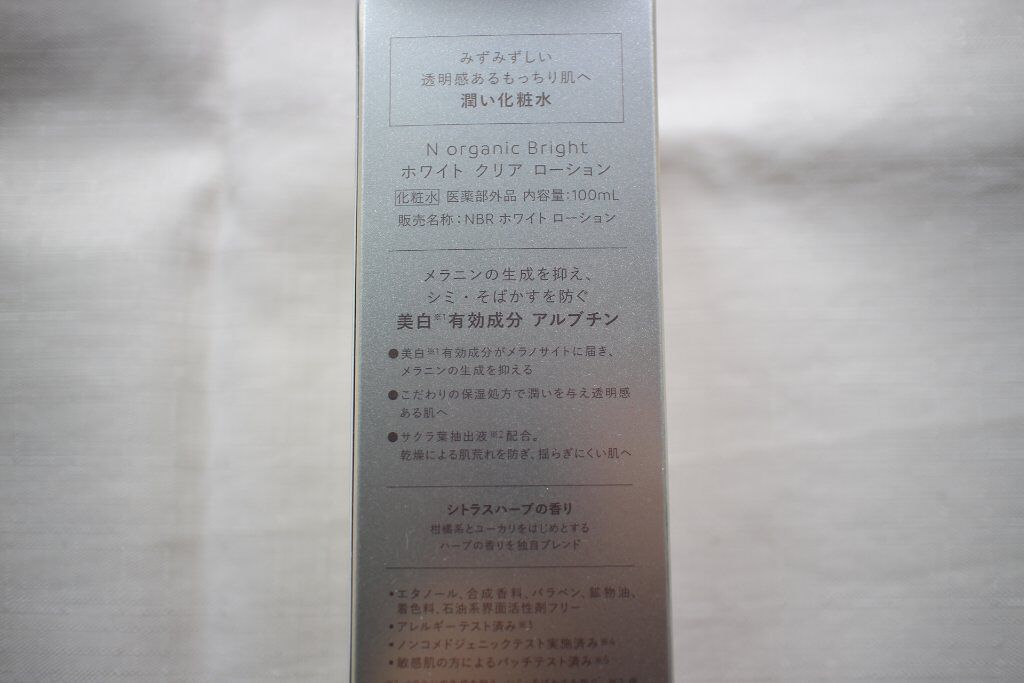 みずみずしい
透明感あるもっちり肌へ
潤い化粧水
N organic Bright
ホワイト クリア ローション
化粧水 医薬部外品 内容量:100mL
販売名称:NBR ホワイト ローション
メラニンの生成を抑え、
シミ・そばかすを防ぐ
美白※1有効成分 アルブチン
●美白※1有効成分がメラノサイトに届き、
メラニンの生成を抑える
●こだわりの保湿処方で潤いを与え透明感
ある肌へ
●サクラ葉抽出液※2配合。
乾燥による肌荒れを防ぎ、揺らぎにくい肌へ
シトラスハーブの香り
柑橘系とユーカリをはじめとする
ハーブの香りを独自ブレンド
•エタノール、合成香料、パラベン、鉱物油、
着色料、石油系界面活性剤フリー
•アレルギーテスト済み※3
•ノンコメドジェニックテスト実施済み※4
•敏感肌の方によるパッチテスト済み※5